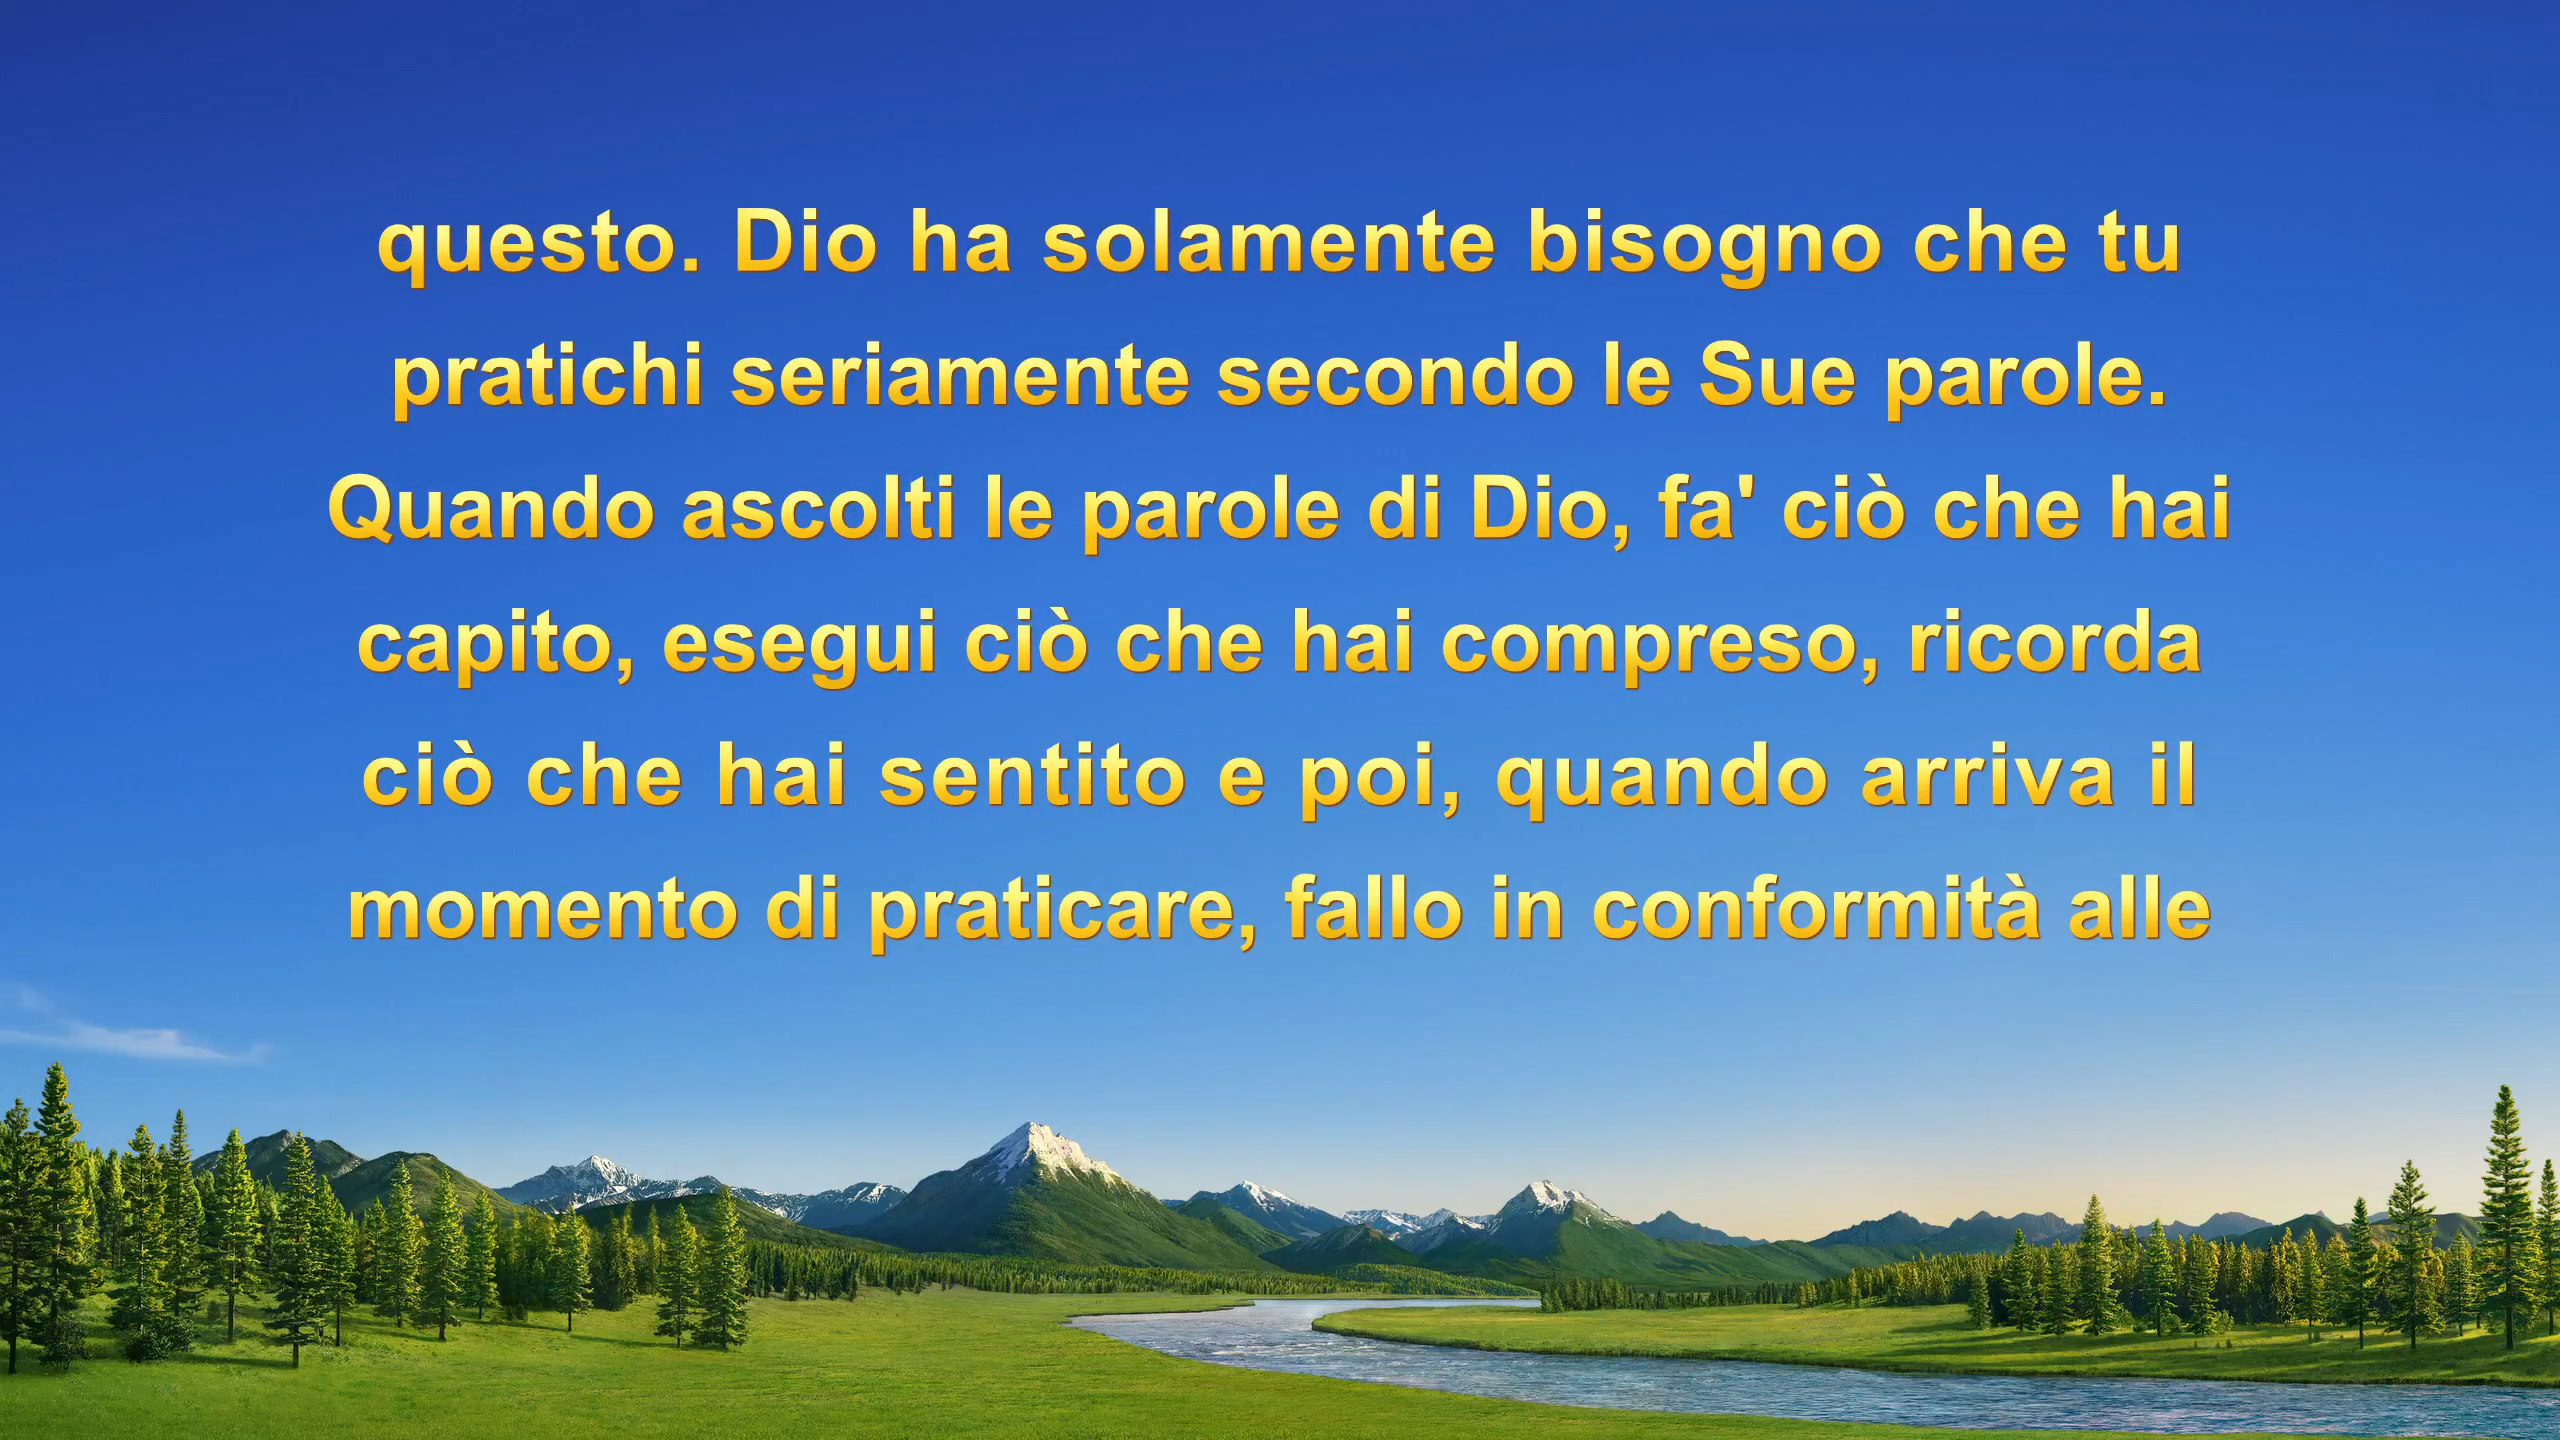 questo. Dio ha solamente bisogno che tu
pratichi seriamente secondo le Sue parole.
Quando ascolti le parole di Dio, fa' ciò che hai
capito, esegui ciò che hai compreso, ricorda
ciò che hai sentito e poi, quando arriva il
momento di praticare, fallo in conformità alle